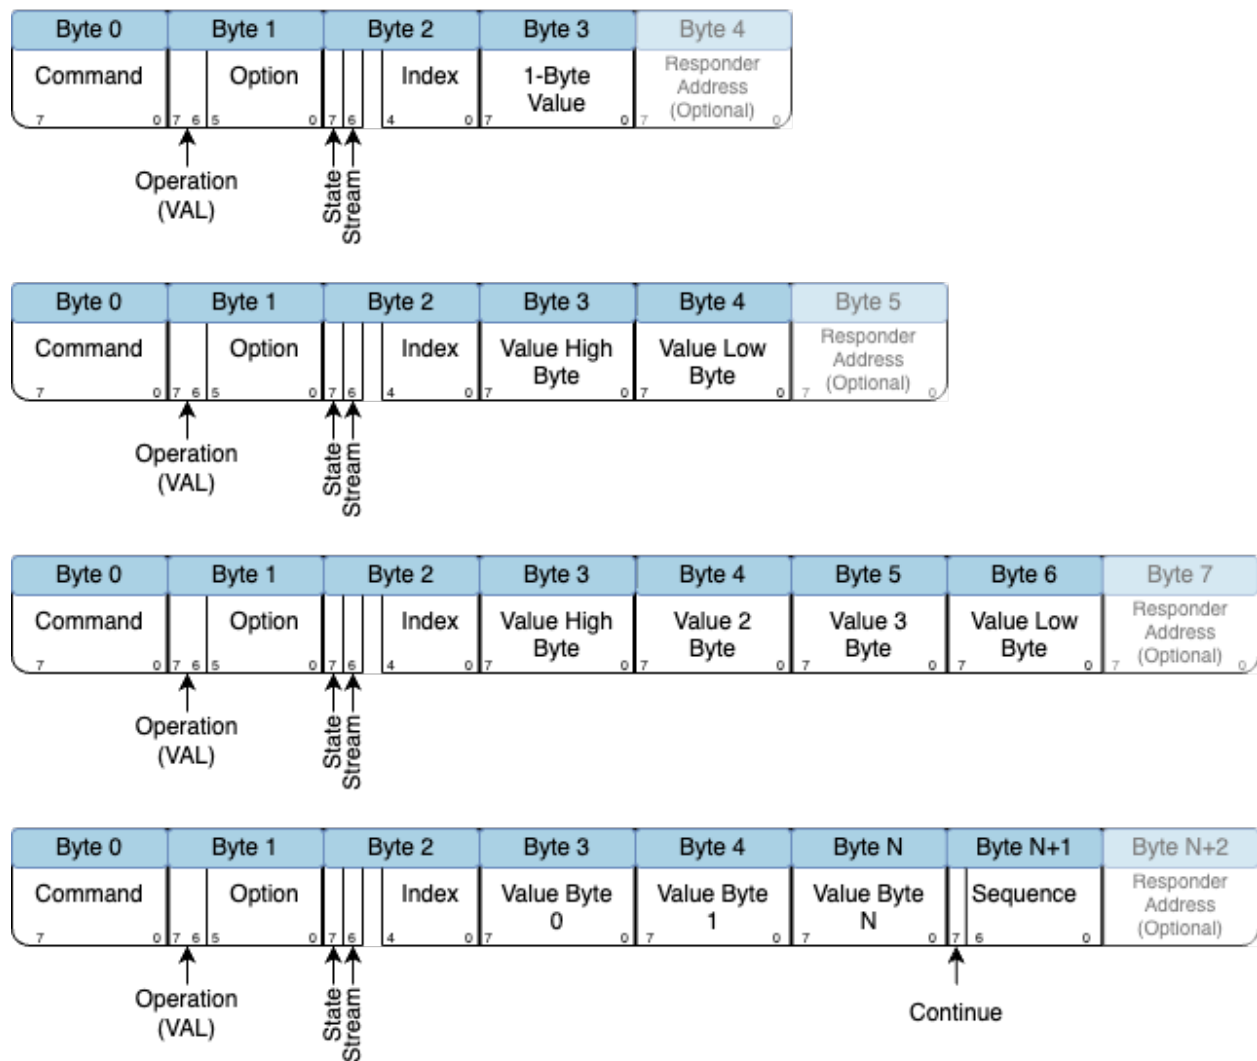 Byte 0 Byte 1 Byte 2 Byte 3 Byte 4
Command Option Index 1-Byte Value Responder Address (Optional)
7 0 7 6 5 0 7 6 4 0 7 0 7 0
Operation (VAL) State Stream
Byte 0 Byte 1 Byte 2 Byte 3 Byte 4 Byte 5
Command Option Index Value High Byte Value Low Byte Responder Address (Optional)
7 0 7 6 5 0 7 6 4 0 7 0 7 0 7 0
Operation (VAL) State Stream
Byte 0 Byte 1 Byte 2 Byte 3 Byte 4 Byte 5 Byte 6 Byte 7
Command Option Index Value High Byte Value 2 Byte Value 3 Byte Value Low Byte Responder Address (Optional)
7 0 7 6 5 0 7 6 4 0 7 0 7 0 7 0 7 0 7 0
Operation (VAL) State Stream
Byte 0 Byte 1 Byte 2 Byte 3 Byte 4 Byte N Byte N+1 Byte N+2
Command Option Index Value Byte 0 Value Byte 1 Value Byte N Sequence Responder Address (Optional)
7 0 7 6 5 0 7 6 4 0 7 0 7 0 7 0 7 6 0
Operation (VAL) State Stream Continue